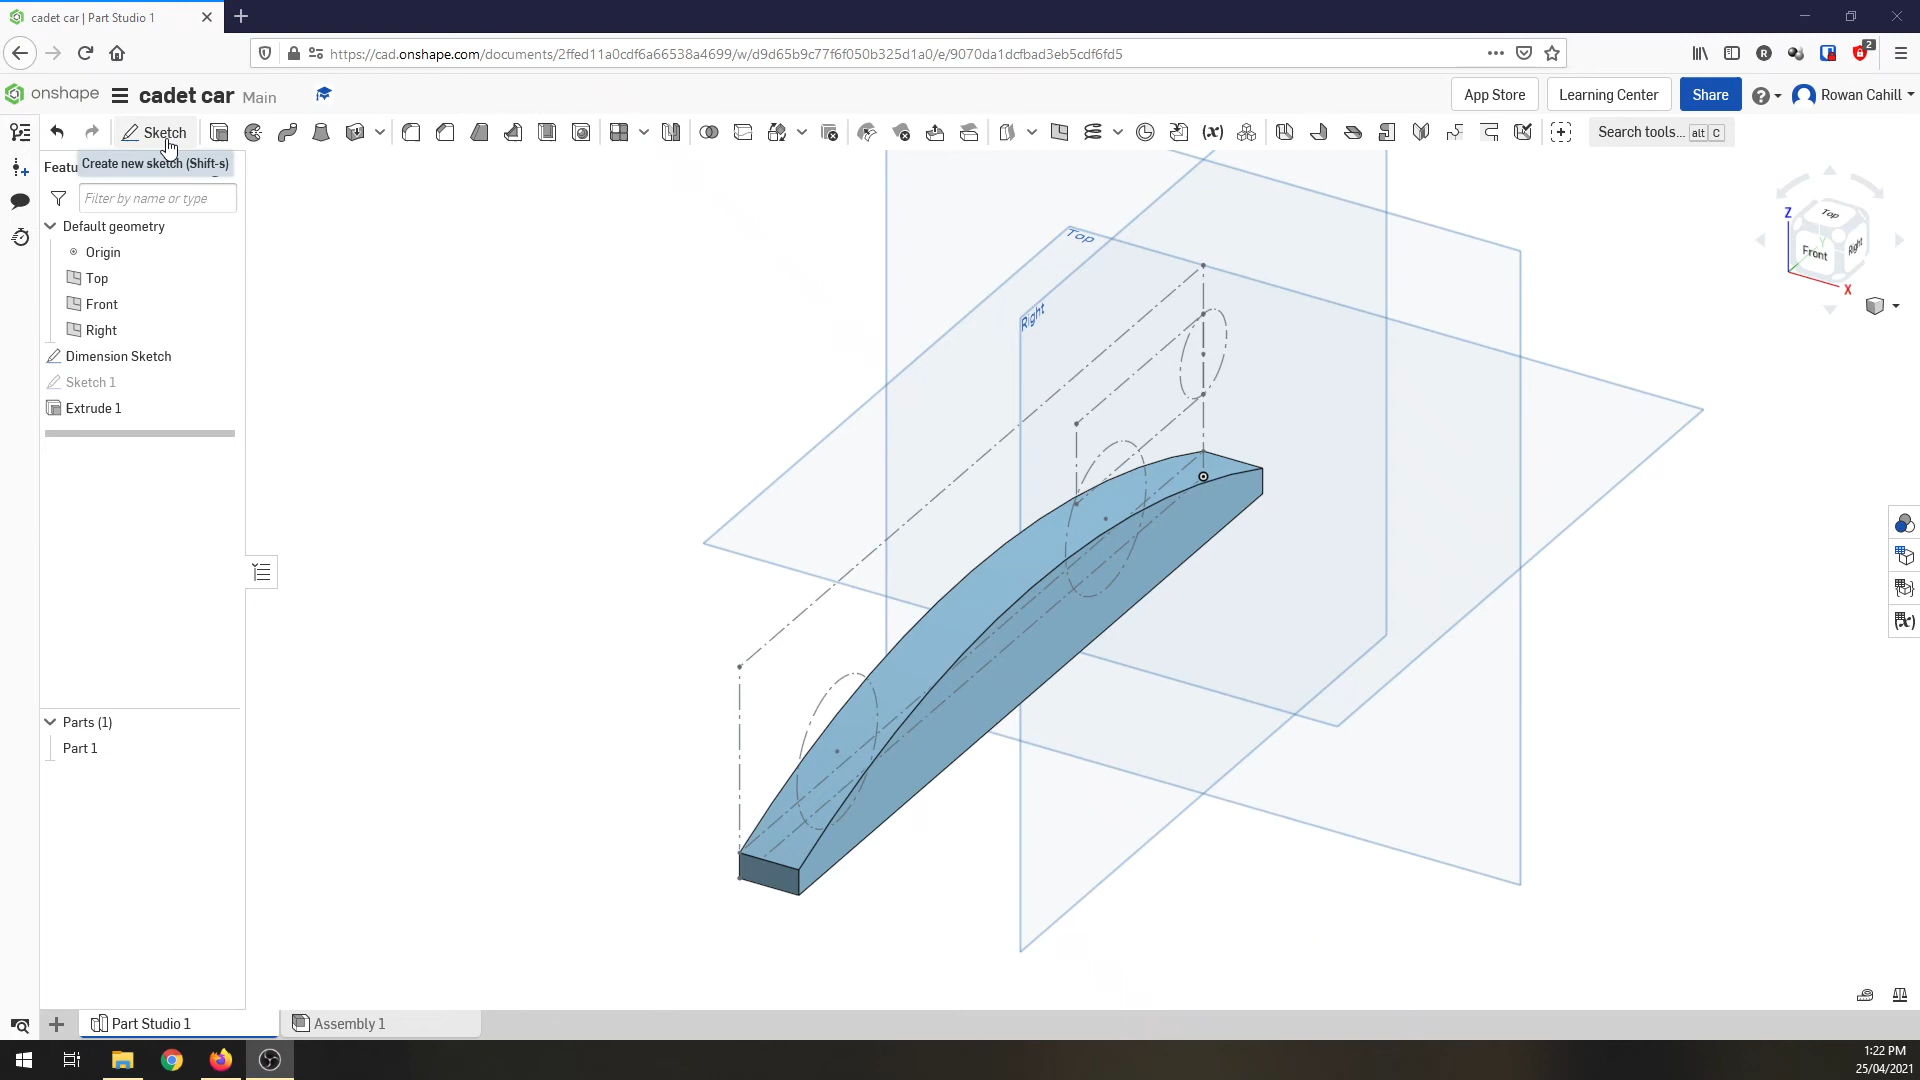 cadet car | Part Studio 1
https://cad.onshape.com/documents/2ffed11a0cdf6a66538a4699/w/d9d65b9c77f6f050b325d1a0/e/9070da1dcfbad3eb5cdf6fd5
2
onshape
cadet car Main
App Store
Learning Center
Share
Rowan Cahill
Sketch
Search tools... alt C
Create new sketch (Shift-s)
Featu
Filter by name or type
Default geometry
Origin
Top
Front
Right
Dimension Sketch
Sketch 1
Extrude 1
Parts (1)
Part 1
Top
Right
Z
Top
Front
Right
Y
X
Part Studio 1
Assembly 1
1:22 PM
25/04/2021